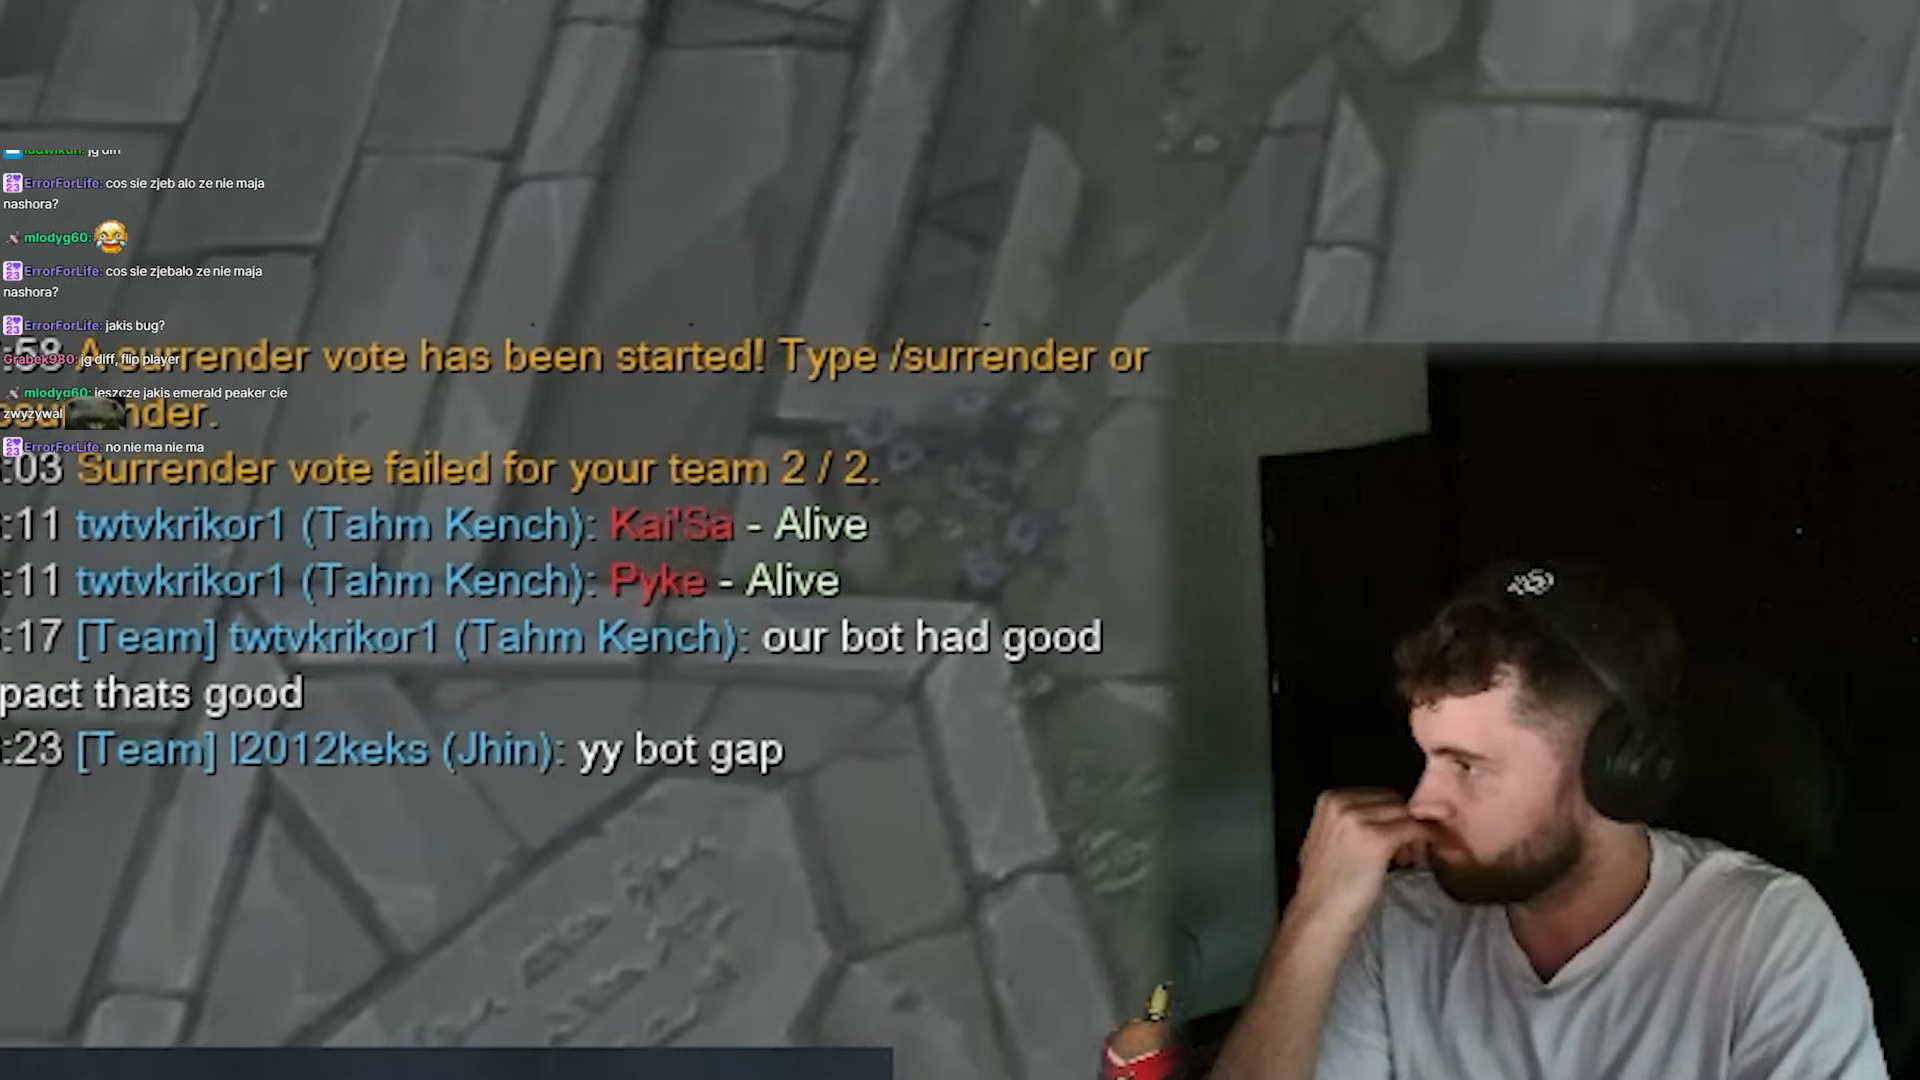 ludwikun: jg diff
ErrorForLife: cos sie zjeb alo ze nie maja
nashora?
mlodyg60:
ErrorForLife: cos sie zjebalo ze nie maja
nashora?
ErrorForLife: jakis bug?
Grabek980: jg diff, flip player
mlodyg60: jeszcze jakis emerald peaker cie
zwyzywal
ErrorForLife: no nie ma nie ma
:58 A surrender vote has been started! Type /surrender or
nder.
:03 Surrender vote failed for your team 2 / 2.
:11 twtvkrikor1 (Tahm Kench): Kai'Sa - Alive
:11 twtvkrikor1 (Tahm Kench): Pyke - Alive
:17 [Team] twtvkrikor1 (Tahm Kench): our bot had good
pact thats good
:23 [Team] l2012keks (Jhin): yy bot gap